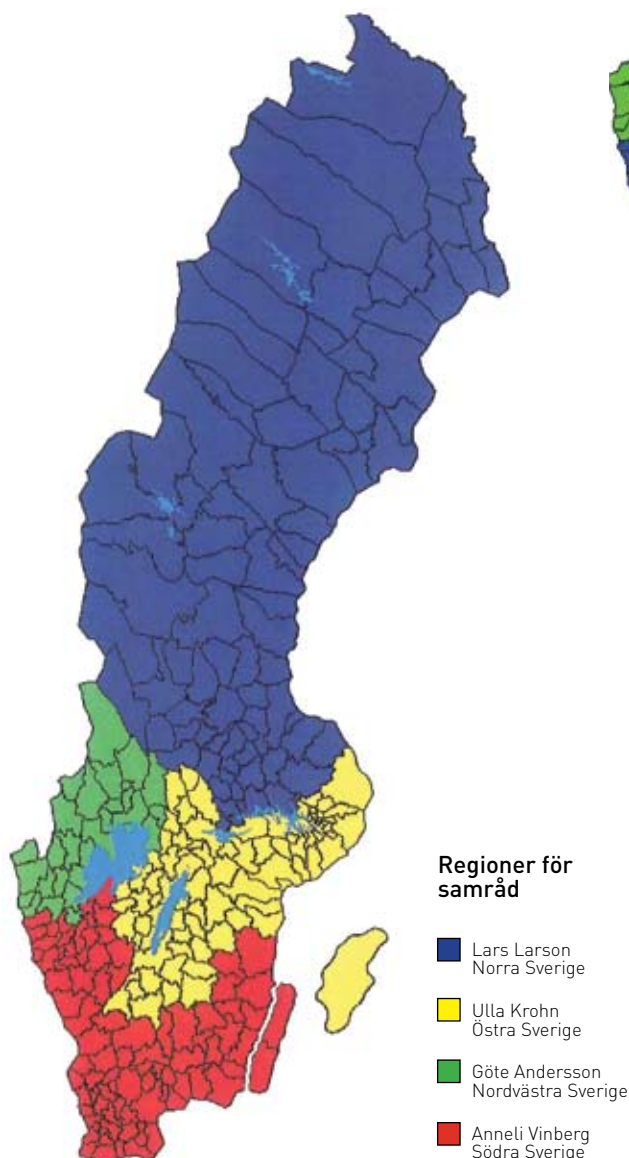 Regioner för
samråd
Lars Larson
Norra Sverige
Ulla Krohn
Östra Sverige
Göte Andersson
Nordvästra Sverige
Anneli Vinberg
Södra Sverige